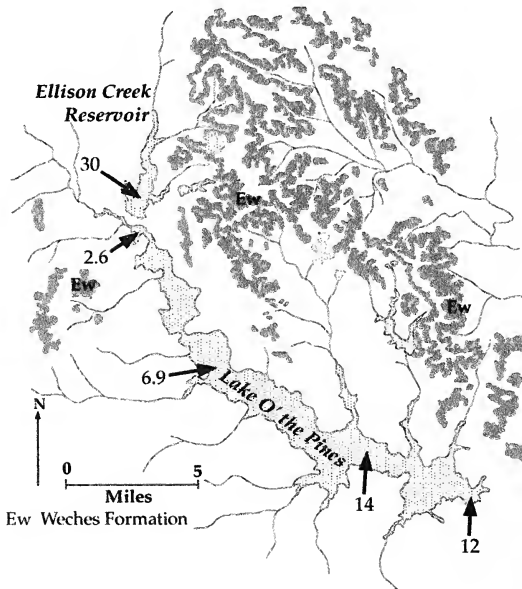 Ellison Creek
Reservoir
30
Ew
2.6
Ew
Ew
6.9
Lake O' the Pines
N
0 5
Miles
14
Ew Weches Formation
12